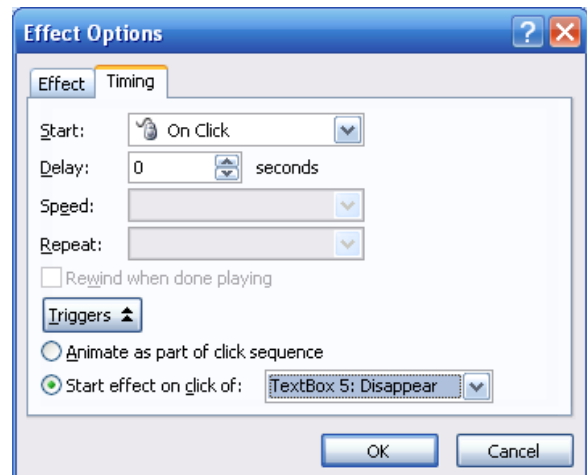 Effect Options
Effect Timing
Start: On Click
Delay: 0 seconds
Speed:
Repeat:
Rewind when done playing
Triggers
Animate as part of click sequence
Start effect on click of: TextBox 5: Disappear
OK Cancel